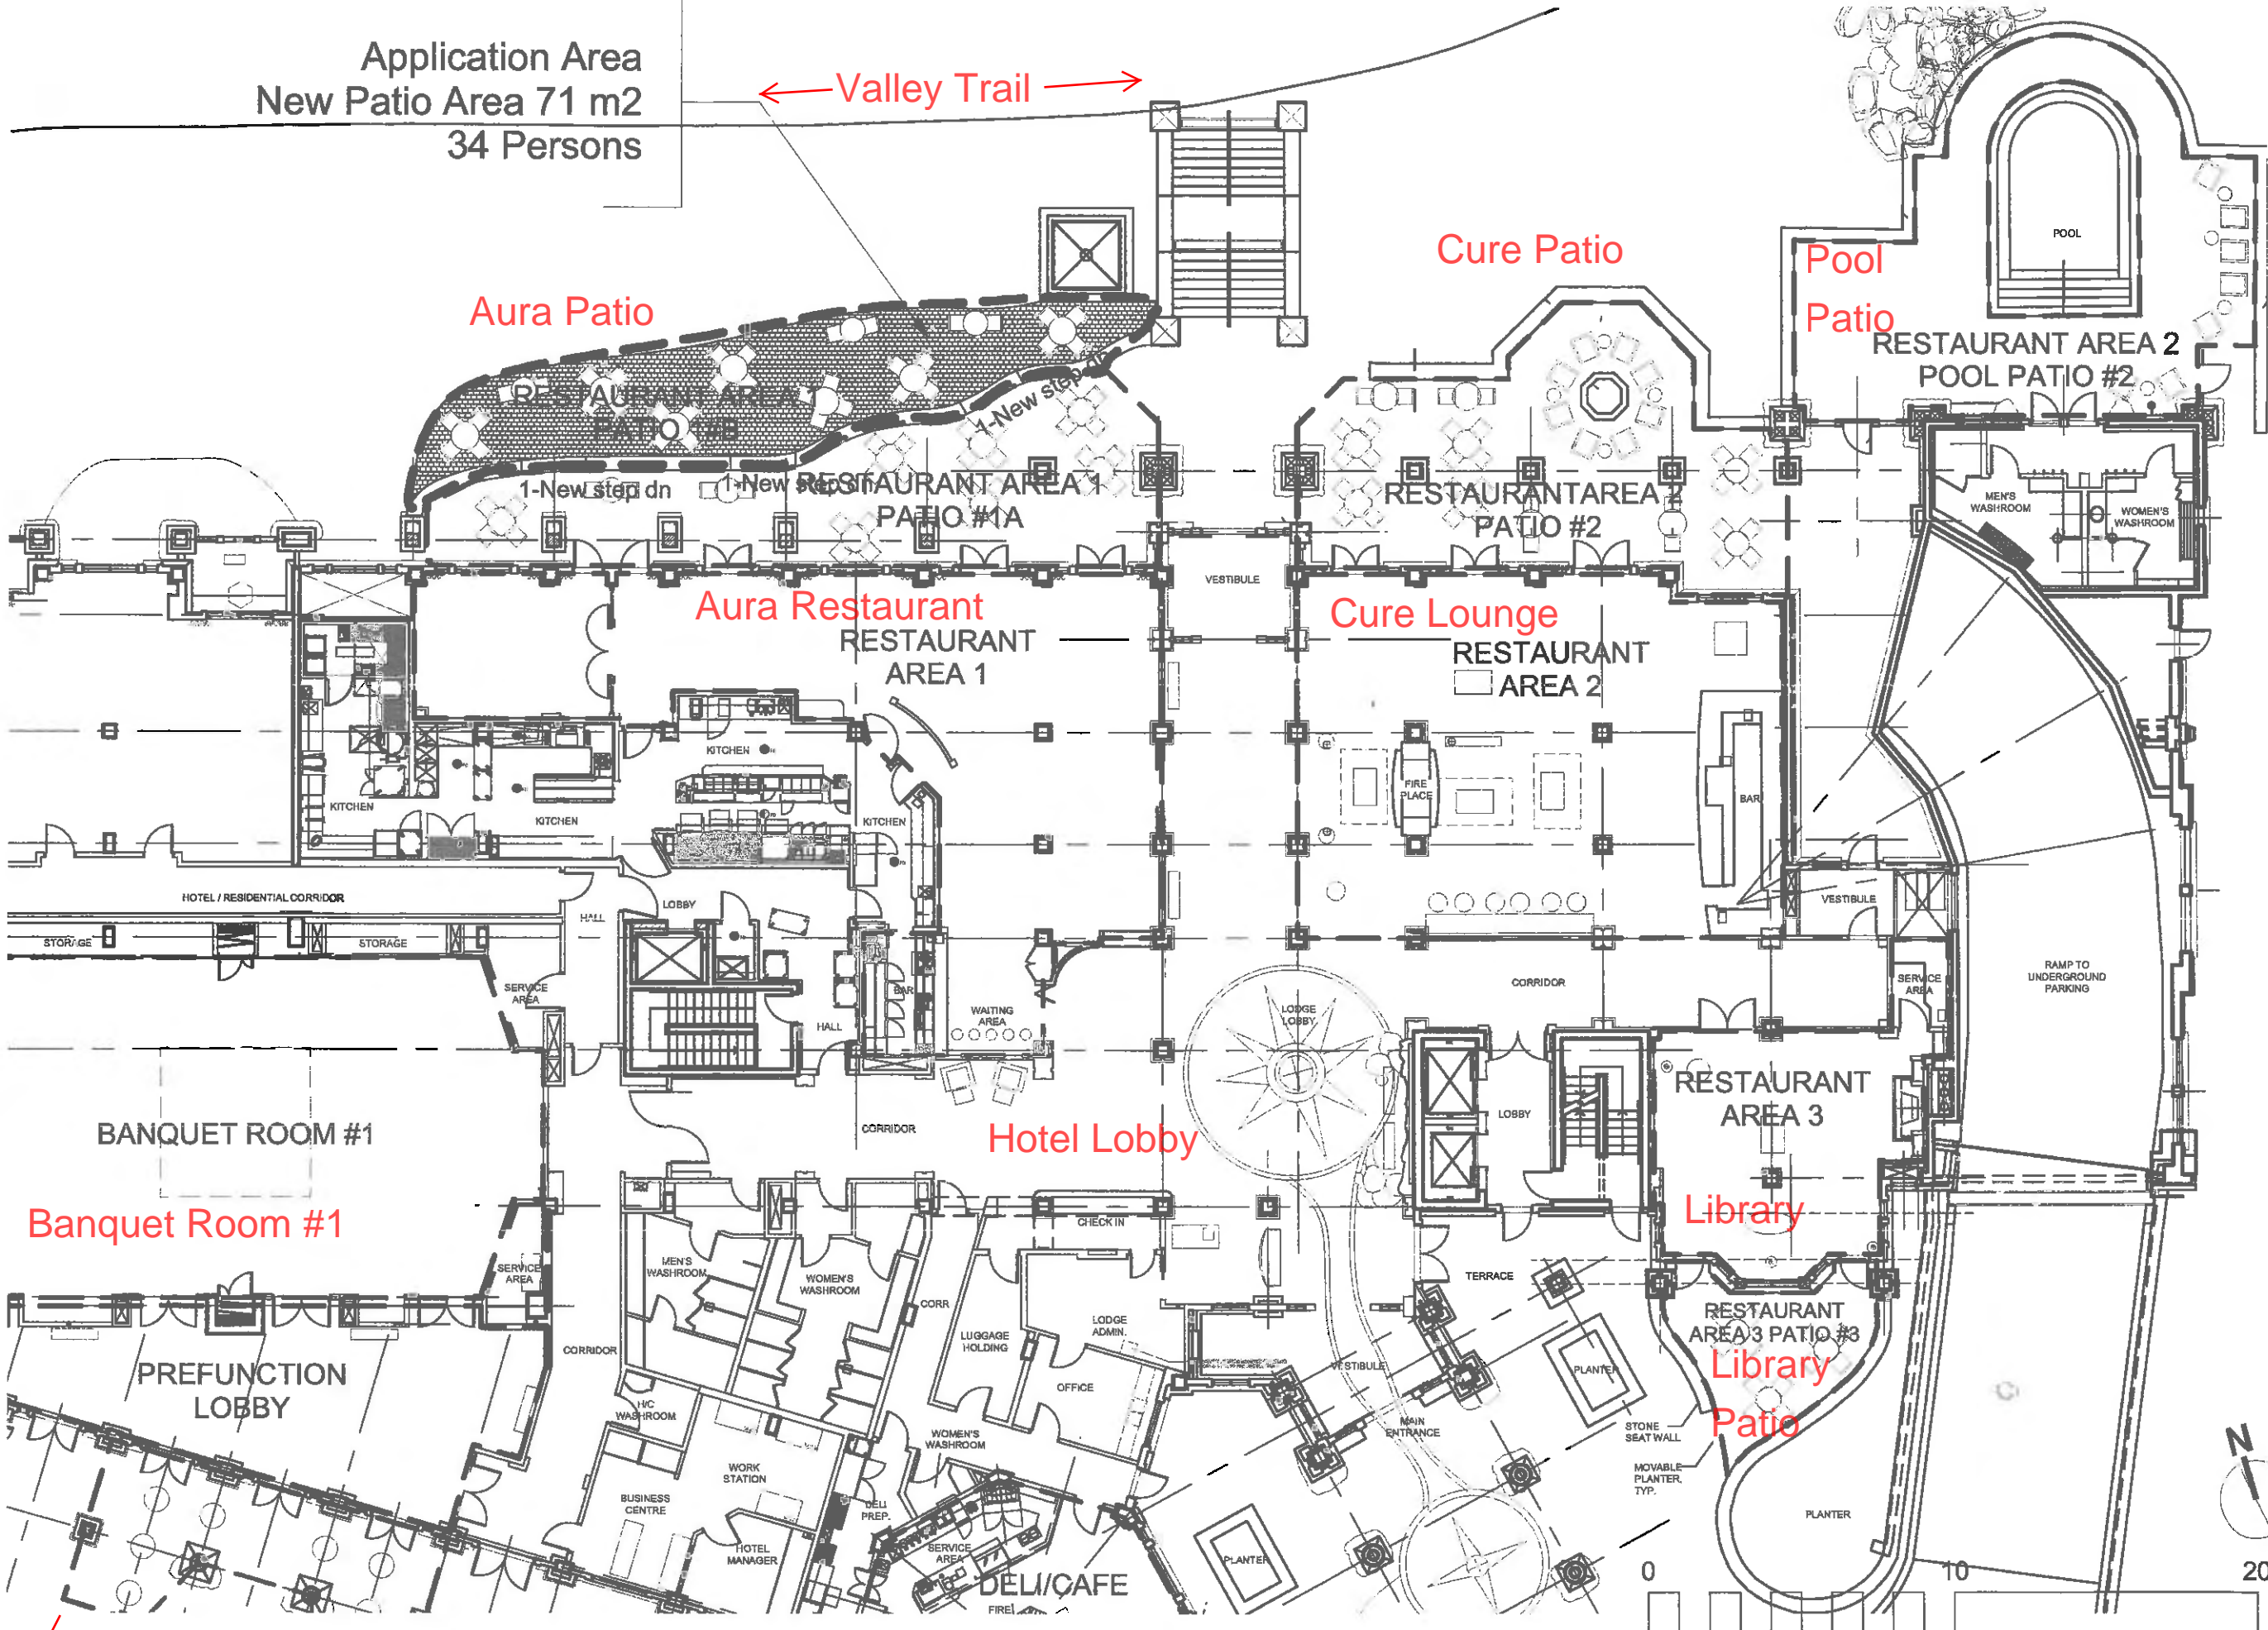 Application Area
New Patio Area 71 m2
34 Persons
Valley Trail
Cure Patio
Aura Patio
POOL
Pool
Patio
RESTAURANT AREA 2
POOL PATIO #2
RESTAURANT AREA 1
PATIO 1#B
1-New step dn
1-New step dn
1-New step dn
RESTAURANT AREA 1
PATIO #1A
RESTAURANTAREA 2
PATIO #2
MEN'S
WASHROOM
WOMEN'S
WASHROOM
VESTIBULE
Aura Restaurant
RESTAURANT
AREA 1
Cure Lounge
RESTAURANT
AREA 2
KITCHEN
KITCHEN
KITCHEN
KITCHEN
FIRE
PLACE
BAR
HOTEL / RESIDENTIAL CORRIDOR
HALL
LOBBY
VESTIBULE
STORAGE
STORAGE
SERVICE
AREA
BAR
HALL
WAITING
AREA
LODGE
LOBBY
CORRIDOR
SERVICE
AREA
RAMP TO
UNDERGROUND
PARKING
BANQUET ROOM #1
Banquet Room #1
CORRIDOR
Hotel Lobby
LOBBY
RESTAURANT
AREA 3
Library
CHECK IN
MEN'S
WASHROOM
WOMEN'S
WASHROOM
SERVICE
AREA
CORR
TERRACE
LUGGAGE
HOLDING
LODGE
ADMIN.
RESTAURANT
AREA 3 PATIO #3
Library
Patio
PREFUNCTION
LOBBY
CORRIDOR
VESTIBULE
PLANTER
OFFICE
H/C
WASHROOM
MAIN
ENTRANCE
STONE
SEAT WALL
WOMEN'S
WASHROOM
WORK
STATION
MOVABLE
PLANTER,
TYP.
N
BUSINESS
CENTRE
DELI
PREP.
PLANTER
HOTEL
MANAGER
SERVICE
AREA
PLANTER
DELI/CAFE
FIRE
0
10
20